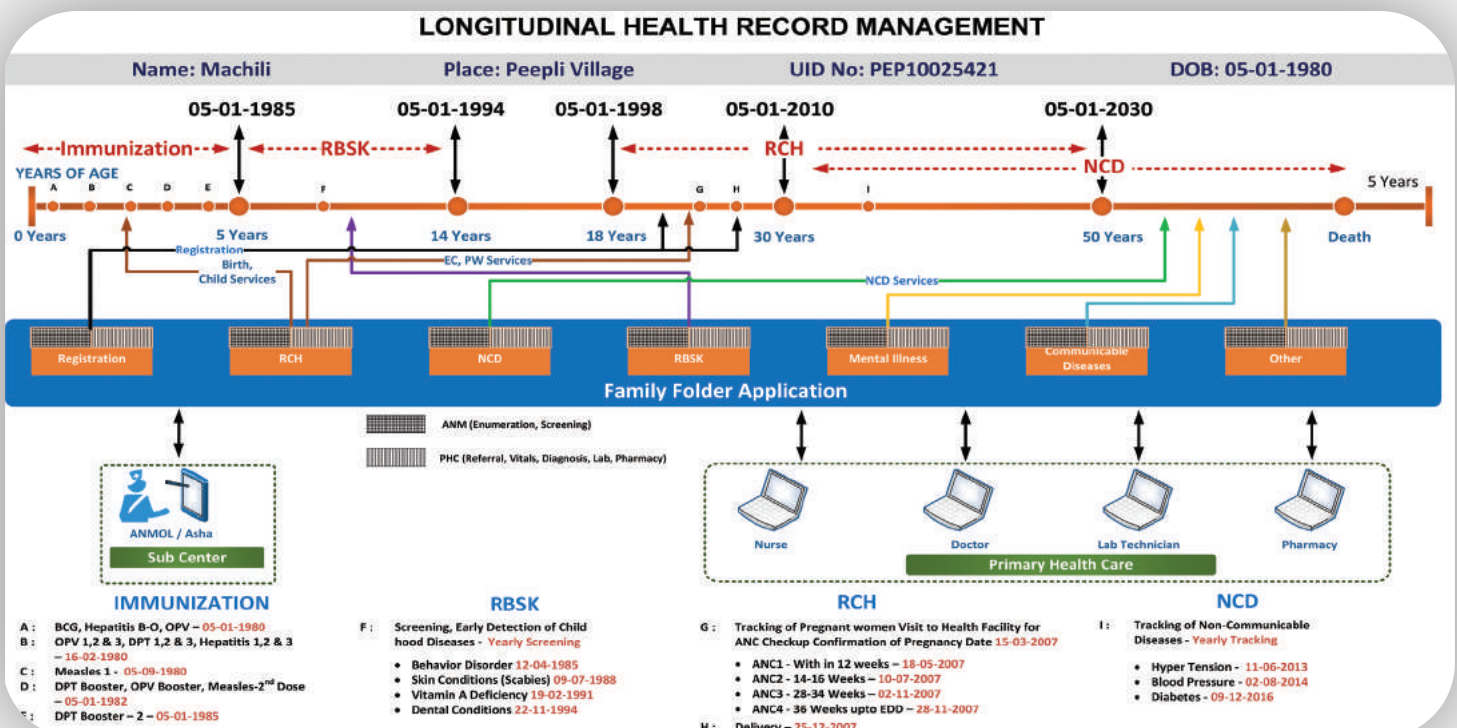 LONGITUDINAL HEALTH RECORD MANAGEMENT
Name: Machili Place: Peepli Village UID No: PEP10025421 DOB: 05-01-1980
05-01-1985 05-01-1994 05-01-1998 05-01-2010 05-01-2030
Immunization RBSK RCH
NCD
YEARS OF AGE
A B C D E F G H I
5 Years
0 Years 5 Years 14 Years 18 Years 30 Years 50 Years Death
Registration
Birth,
Child Services
EC, PW Services
NCD Services
Registration RCH NCD RBSK Mental Illness
Communicable
Diseases
Other
Family Folder Application
ANM (Enumeration, Screening)
PHC (Referral, Vitals, Diagnosis, Lab, Pharmacy)
ANMOL / Asha
Sub Center
Nurse Doctor Lab Technician Pharmacy
Primary Health Care
IMMUNIZATION
A : BCG, Hepatitis B-O, OPV – 05-01-1980
B : OPV 1,2 & 3, DPT 1,2 & 3, Hepatitis 1,2 & 3
– 16-02-1980
C : Measles 1 - 05-09-1980
D : DPT Booster, OPV Booster, Measles-2nd Dose
– 05-01-1982
E : DPT Booster – 2 – 05-01-1985
RBSK
F : Screening, Early Detection of Child
hood Diseases - Yearly Screening
• Behavior Disorder 12-04-1985
• Skin Conditions (Scabies) 09-07-1988
• Vitamin A Deficiency 19-02-1991
• Dental Conditions 22-11-1994
RCH
G : Tracking of Pregnant women Visit to Health Facility for
ANC Checkup Confirmation of Pregnancy Date 15-03-2007
• ANC1 - With in 12 weeks – 18-05-2007
• ANC2 - 14-16 Weeks – 10-07-2007
• ANC3 - 28-34 Weeks – 02-11-2007
• ANC4 - 36 Weeks upto EDD – 28-11-2007
H : Delivery – 25-12-2007
NCD
I : Tracking of Non-Communicable
Diseases - Yearly Tracking
• Hyper Tension - 11-06-2013
• Blood Pressure - 02-08-2014
• Diabetes - 09-12-2016